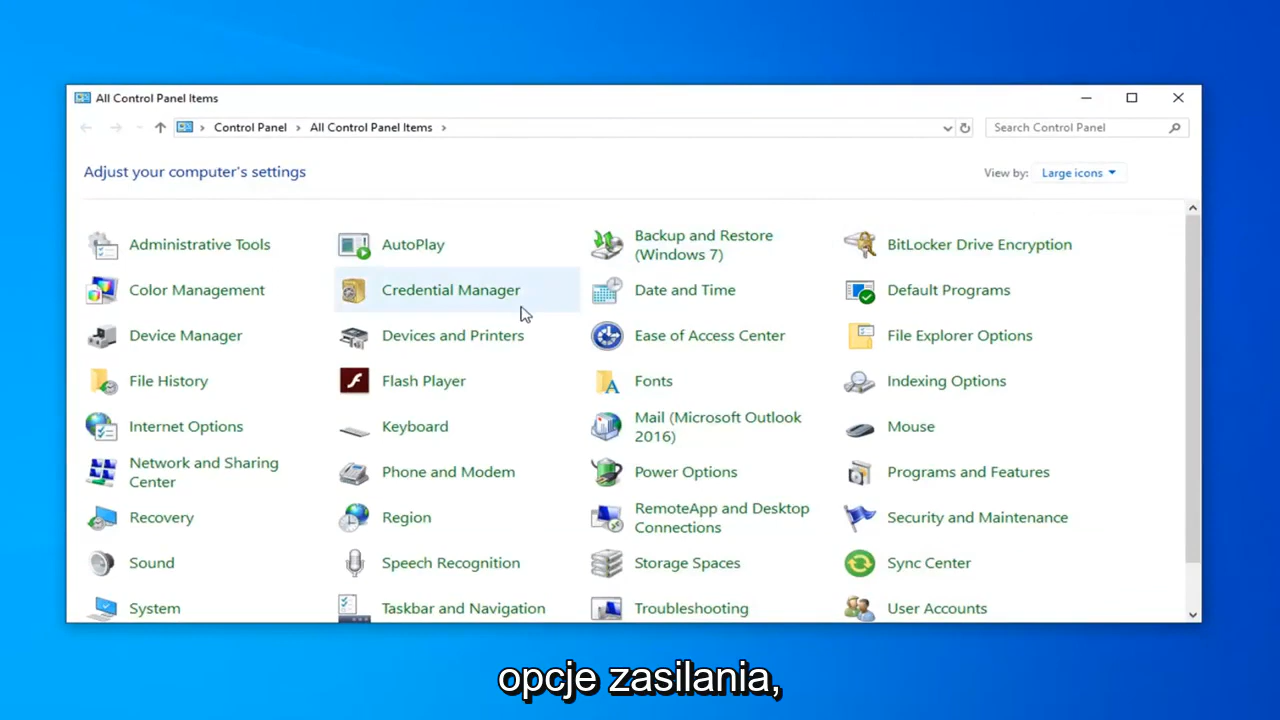 All Control Panel Items
Control Panel > All Control Panel Items >
Search Control Panel
Adjust your computer's settings
View by: Large icons
Administrative Tools
AutoPlay
Backup and Restore
(Windows 7)
BitLocker Drive Encryption
Color Management
Credential Manager
Date and Time
Default Programs
Device Manager
Devices and Printers
Ease of Access Center
File Explorer Options
File History
Flash Player
Fonts
Indexing Options
Internet Options
Keyboard
Mail (Microsoft Outlook
2016)
Mouse
Network and Sharing
Center
Phone and Modem
Power Options
Programs and Features
Recovery
Region
RemoteApp and Desktop
Connections
Security and Maintenance
Sound
Speech Recognition
Storage Spaces
Sync Center
System
Taskbar and Navigation
Troubleshooting
User Accounts
opcje zasilania,